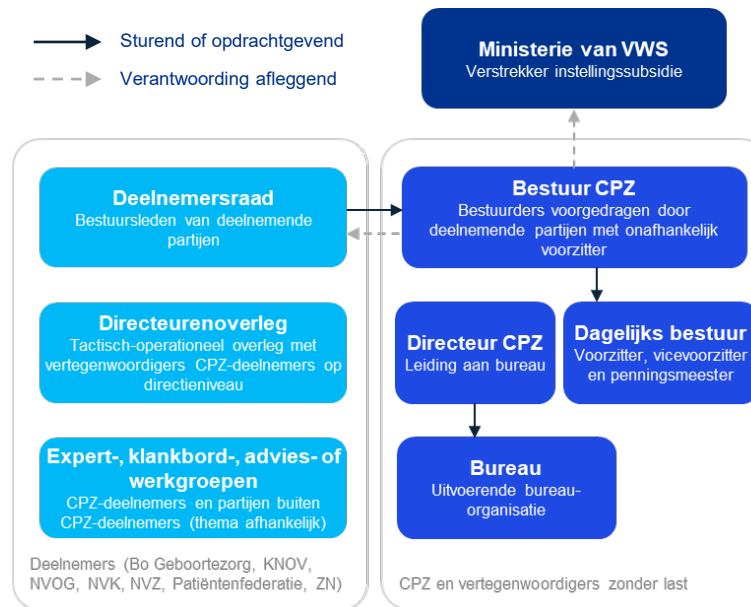 Sturend of opdrachtgevend
Verantwoording afleggend
Ministerie van VWS
Verstrekker instellingssubsidie
Deelnemersraad
Bestuursleden van deelnemende
partijen
Directeurenoverleg
Tactisch-operationeel overleg met
vertegenwoordigers CPZ-deelnemers op
directieniveau
Expert-, klankbord-, advies- of
werkgroepen
CPZ-deelnemers en partijen buiten
CPZ-deelnemers (thema afhankelijk)
Deelnemers (Bo Geboortezorg, KNOV,
NVOG, NVK, NVZ, Patiëntenfederatie, ZN)
Bestuur CPZ
Bestuurders voorgedragen door
deelnemende partijen met onafhankelijk
voorzitter
Directeur CPZ
Leiding aan bureau
Dagelijks bestuur
Voorzitter, vicevoorzitter
en penningsmeester
Bureau
Uitvoerende bureau-
organisatie
CPZ en vertegenwoordigers zonder last